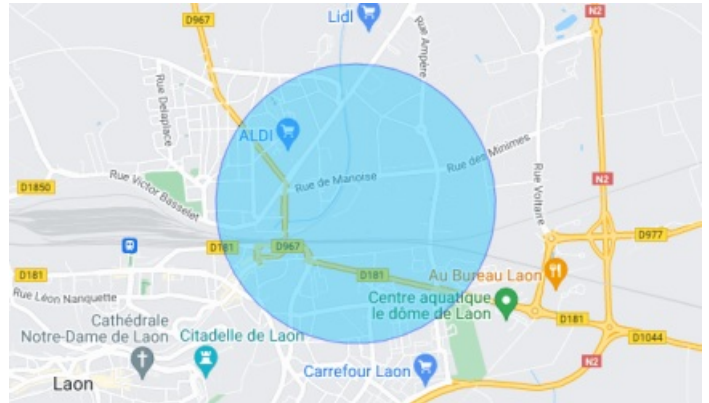 Lidl
D967
N2
Rue Ampère
Rue Delaplace
ALDI
Rue des Minimes
Rue de Manoise
Rue Victor Basselet
Rue Voltaire
N2
D1850
D181
D967
D977
D181
D181
Au Bureau Laon
Rue Léon Nanquette
Centre aquatique
le dôme de Laon
D181
Cathédrale
Notre-Dame de Laon
Citadelle de Laon
D1044
N2
Carrefour Laon
Laon